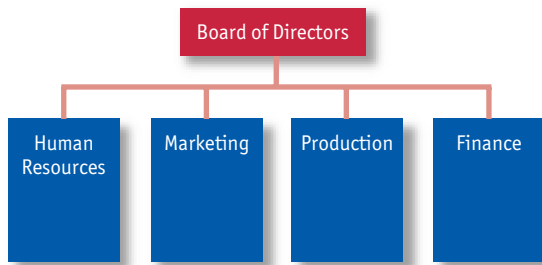 Board of Directors
Human
Resources
Marketing
Production
Finance